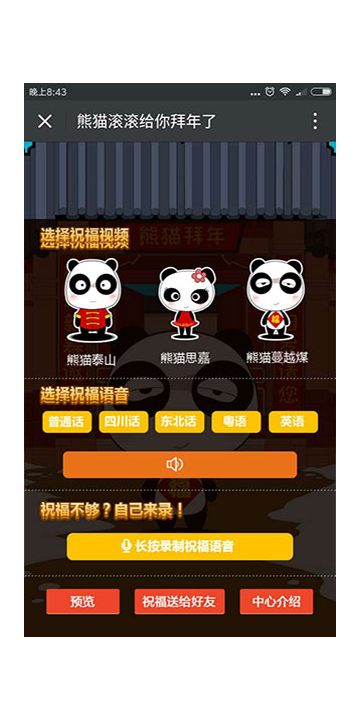 晚上8:43
熊猫滚滚给你拜年了
熊猫拜年
选择祝福视频
熊猫泰山
熊猫思嘉
熊猫蔓越煤
选择祝福语音
普通话
四川话
东北话
粤语
英语
福
祝福不够？自己来录！
长按录制祝福语音
预览
祝福送给好友
中心介绍